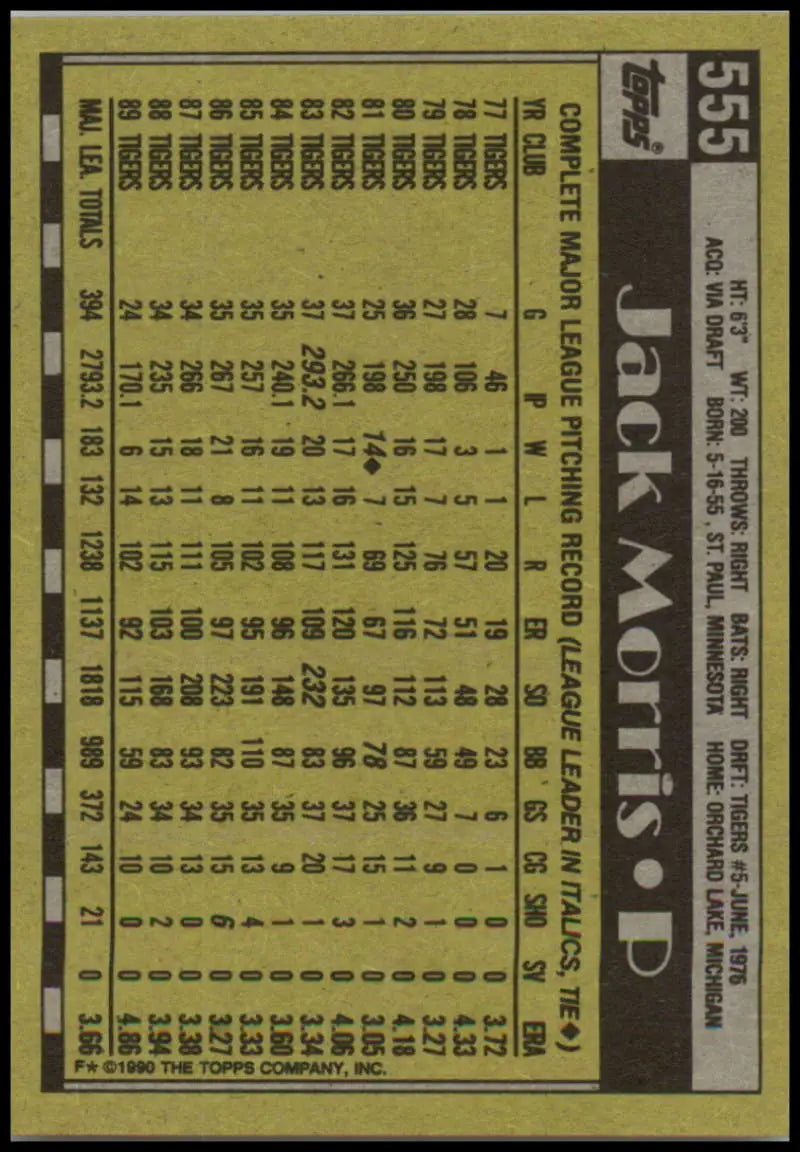 555
HT: 6'3" WT: 200 THROWS: RIGHT BATS: RIGHT DRFT: TIGERS #5-JUNE, 1976
ACQ: VIA DRAFT BORN: 5-16-55, ST. PAUL, MINNESOTA HOME: ORCHARD LAKE, MICHIGAN
topps® Jack Morris • P
COMPLETE MAJOR LEAGUE PITCHING RECORD (LEAGUE LEADER IN ITALICS, TIE◆)
YR CLUB G IP W L R ER SO BB GS CG SHO SV ERA
77 TIGERS 7 46 1 1 20 19 28 23 6 1 0 0 3.72
78 TIGERS 28 106 3 5 57 51 48 49 7 0 0 0 4.33
79 TIGERS 27 198 17 7 76 72 113 59 27 9 1 0 3.27
80 TIGERS 36 250 16 15 125 116 112 87 36 11 2 0 4.18
81 TIGERS 25 198 14◆ 7 69 67 97 78 25 15 1 0 3.05
82 TIGERS 37 266.1 17 16 131 120 135 96 37 17 3 0 4.06
83 TIGERS 37 293.2 20 13 117 109 232 83 37 20 1 0 3.34
84 TIGERS 35 240.1 19 11 108 96 148 87 35 9 1 0 3.60
85 TIGERS 35 257 16 11 102 95 191 110 35 13 4 0 3.33
86 TIGERS 35 267 21 8 105 97 223 82 35 15 6 0 3.27
87 TIGERS 34 266 18 11 111 100 208 93 34 13 0 0 3.38
88 TIGERS 34 235 15 13 115 103 168 83 34 10 2 0 3.94
89 TIGERS 24 170.1 6 14 102 92 115 59 24 10 0 0 4.86
MAJ. LEA. TOTALS 394 2793.2 183 132 1238 1137 1818 989 372 143 21 0 3.66
F* ©1990 THE TOPPS COMPANY, INC.